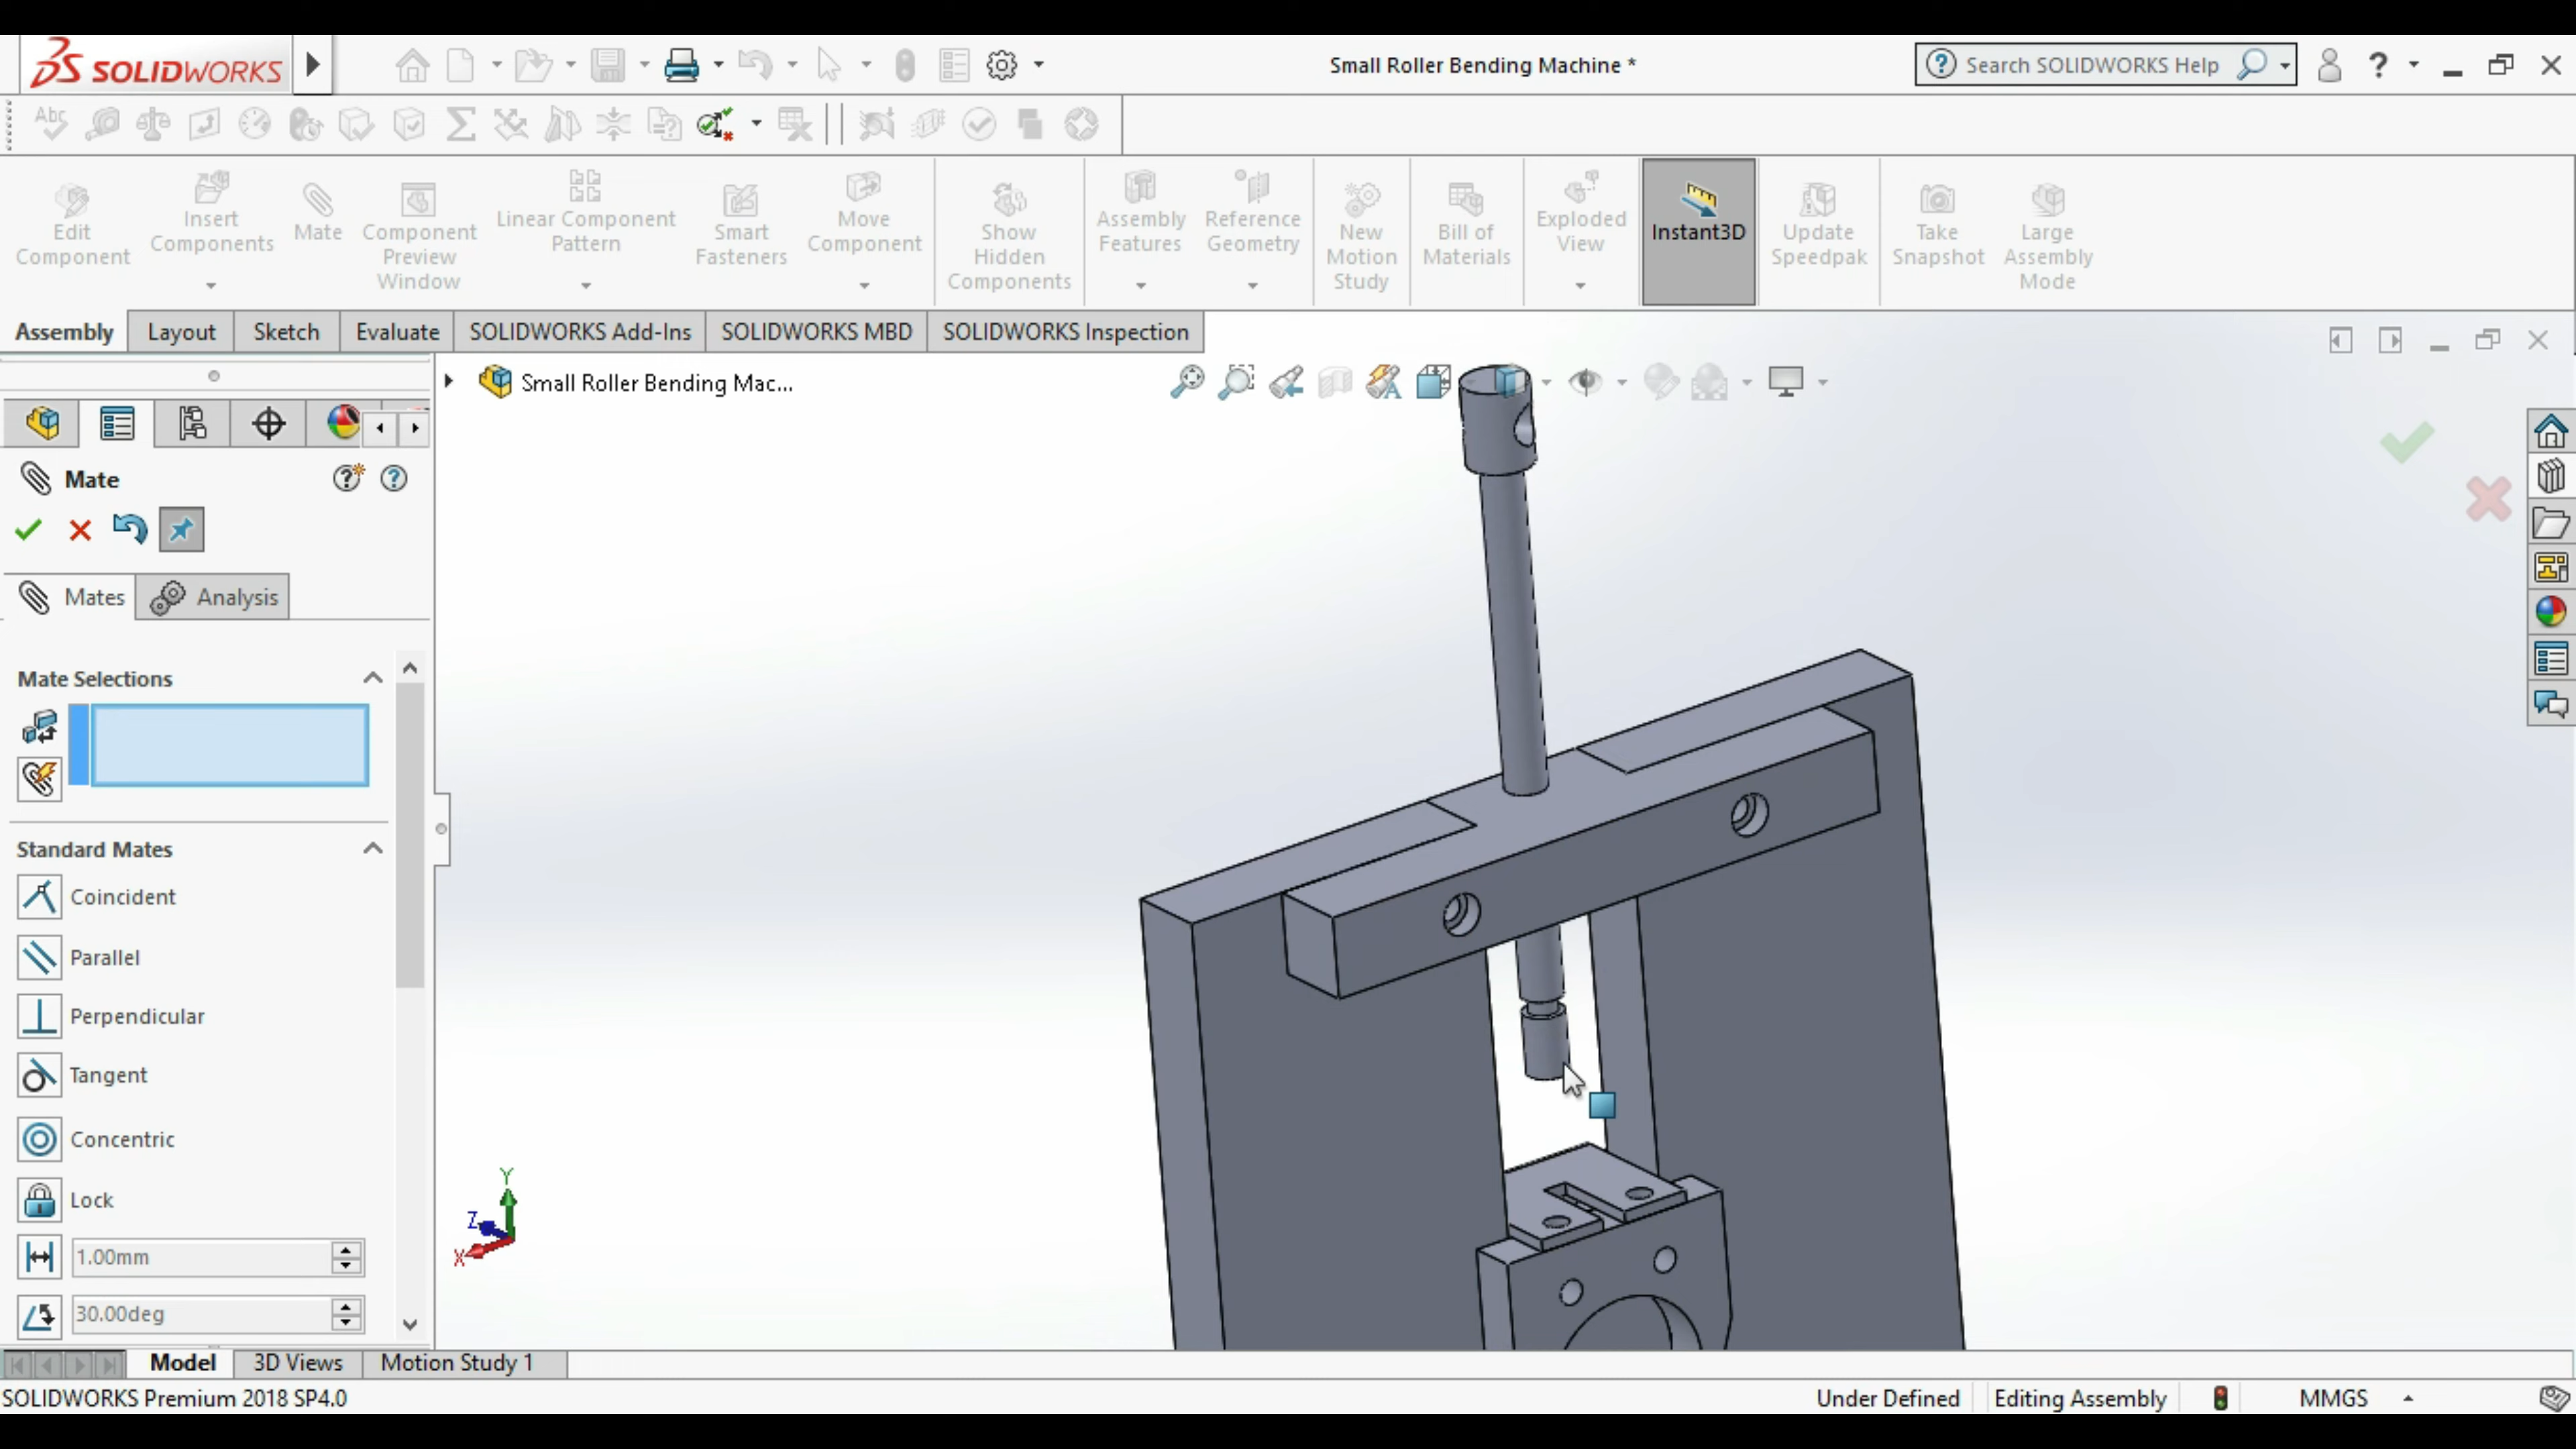 SOLIDWORKS
Small Roller Bending Machine *
Search SOLIDWORKS Help
Edit Component
Insert Components
Mate
Component Preview Window
Linear Component Pattern
Smart Fasteners
Move Component
Show Hidden Components
Assembly Features
Reference Geometry
New Motion Study
Bill of Materials
Exploded View
Instant3D
Update Speedpak
Take Snapshot
Large Assembly Mode
Assembly
Layout
Sketch
Evaluate
SOLIDWORKS Add-Ins
SOLIDWORKS MBD
SOLIDWORKS Inspection
Small Roller Bending Mac...
Mate
Mates
Analysis
Mate Selections
Standard Mates
Coincident
Parallel
Perpendicular
Tangent
Concentric
Lock
1.00mm
30.00deg
Y
Z
X
Model
3D Views
Motion Study 1
SOLIDWORKS Premium 2018 SP4.0
Under Defined
Editing Assembly
MMGS